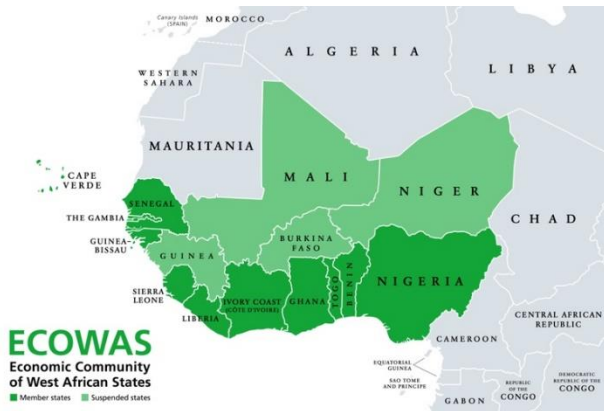 Canary Islands
(SPAIN)
MOROCCO
ALGERIA
LIBYA
WESTERN
SAHARA
MAURITANIA
MALI
NIGER
CHAD
CAPE
VERDE
SENEGAL
THE GAMBIA
GUINEA-
BISSAU
GUINEA
BURKINA
FASO
SIERRA
LEONE
LIBERIA
IVORY COAST
(CÔTE D'IVOIRE)
GHANA
TOGO
BENIN
NIGERIA
CENTRAL AFRICAN
REPUBLIC
CAMEROON
EQUATORIAL
GUINEA
SAO TOME
AND PRINCIPE
GABON
REPUBLIC
OF THE
CONGO
DEMOCRATIC
REPUBLIC OF THE
CONGO
ECOWAS
Economic Community
of West African States
Member states
Suspended states